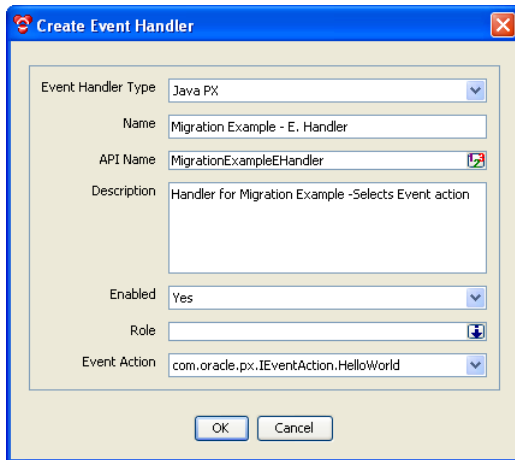 Create Event Handler
Event Handler Type Java PX
Name Migration Example - E. Handler
API Name MigrationExampleEHandler
Description Handler for Migration Example -Selects Event action
Enabled Yes
Role
Event Action com.oracle.px.IEventAction.HelloWorld
OK Cancel